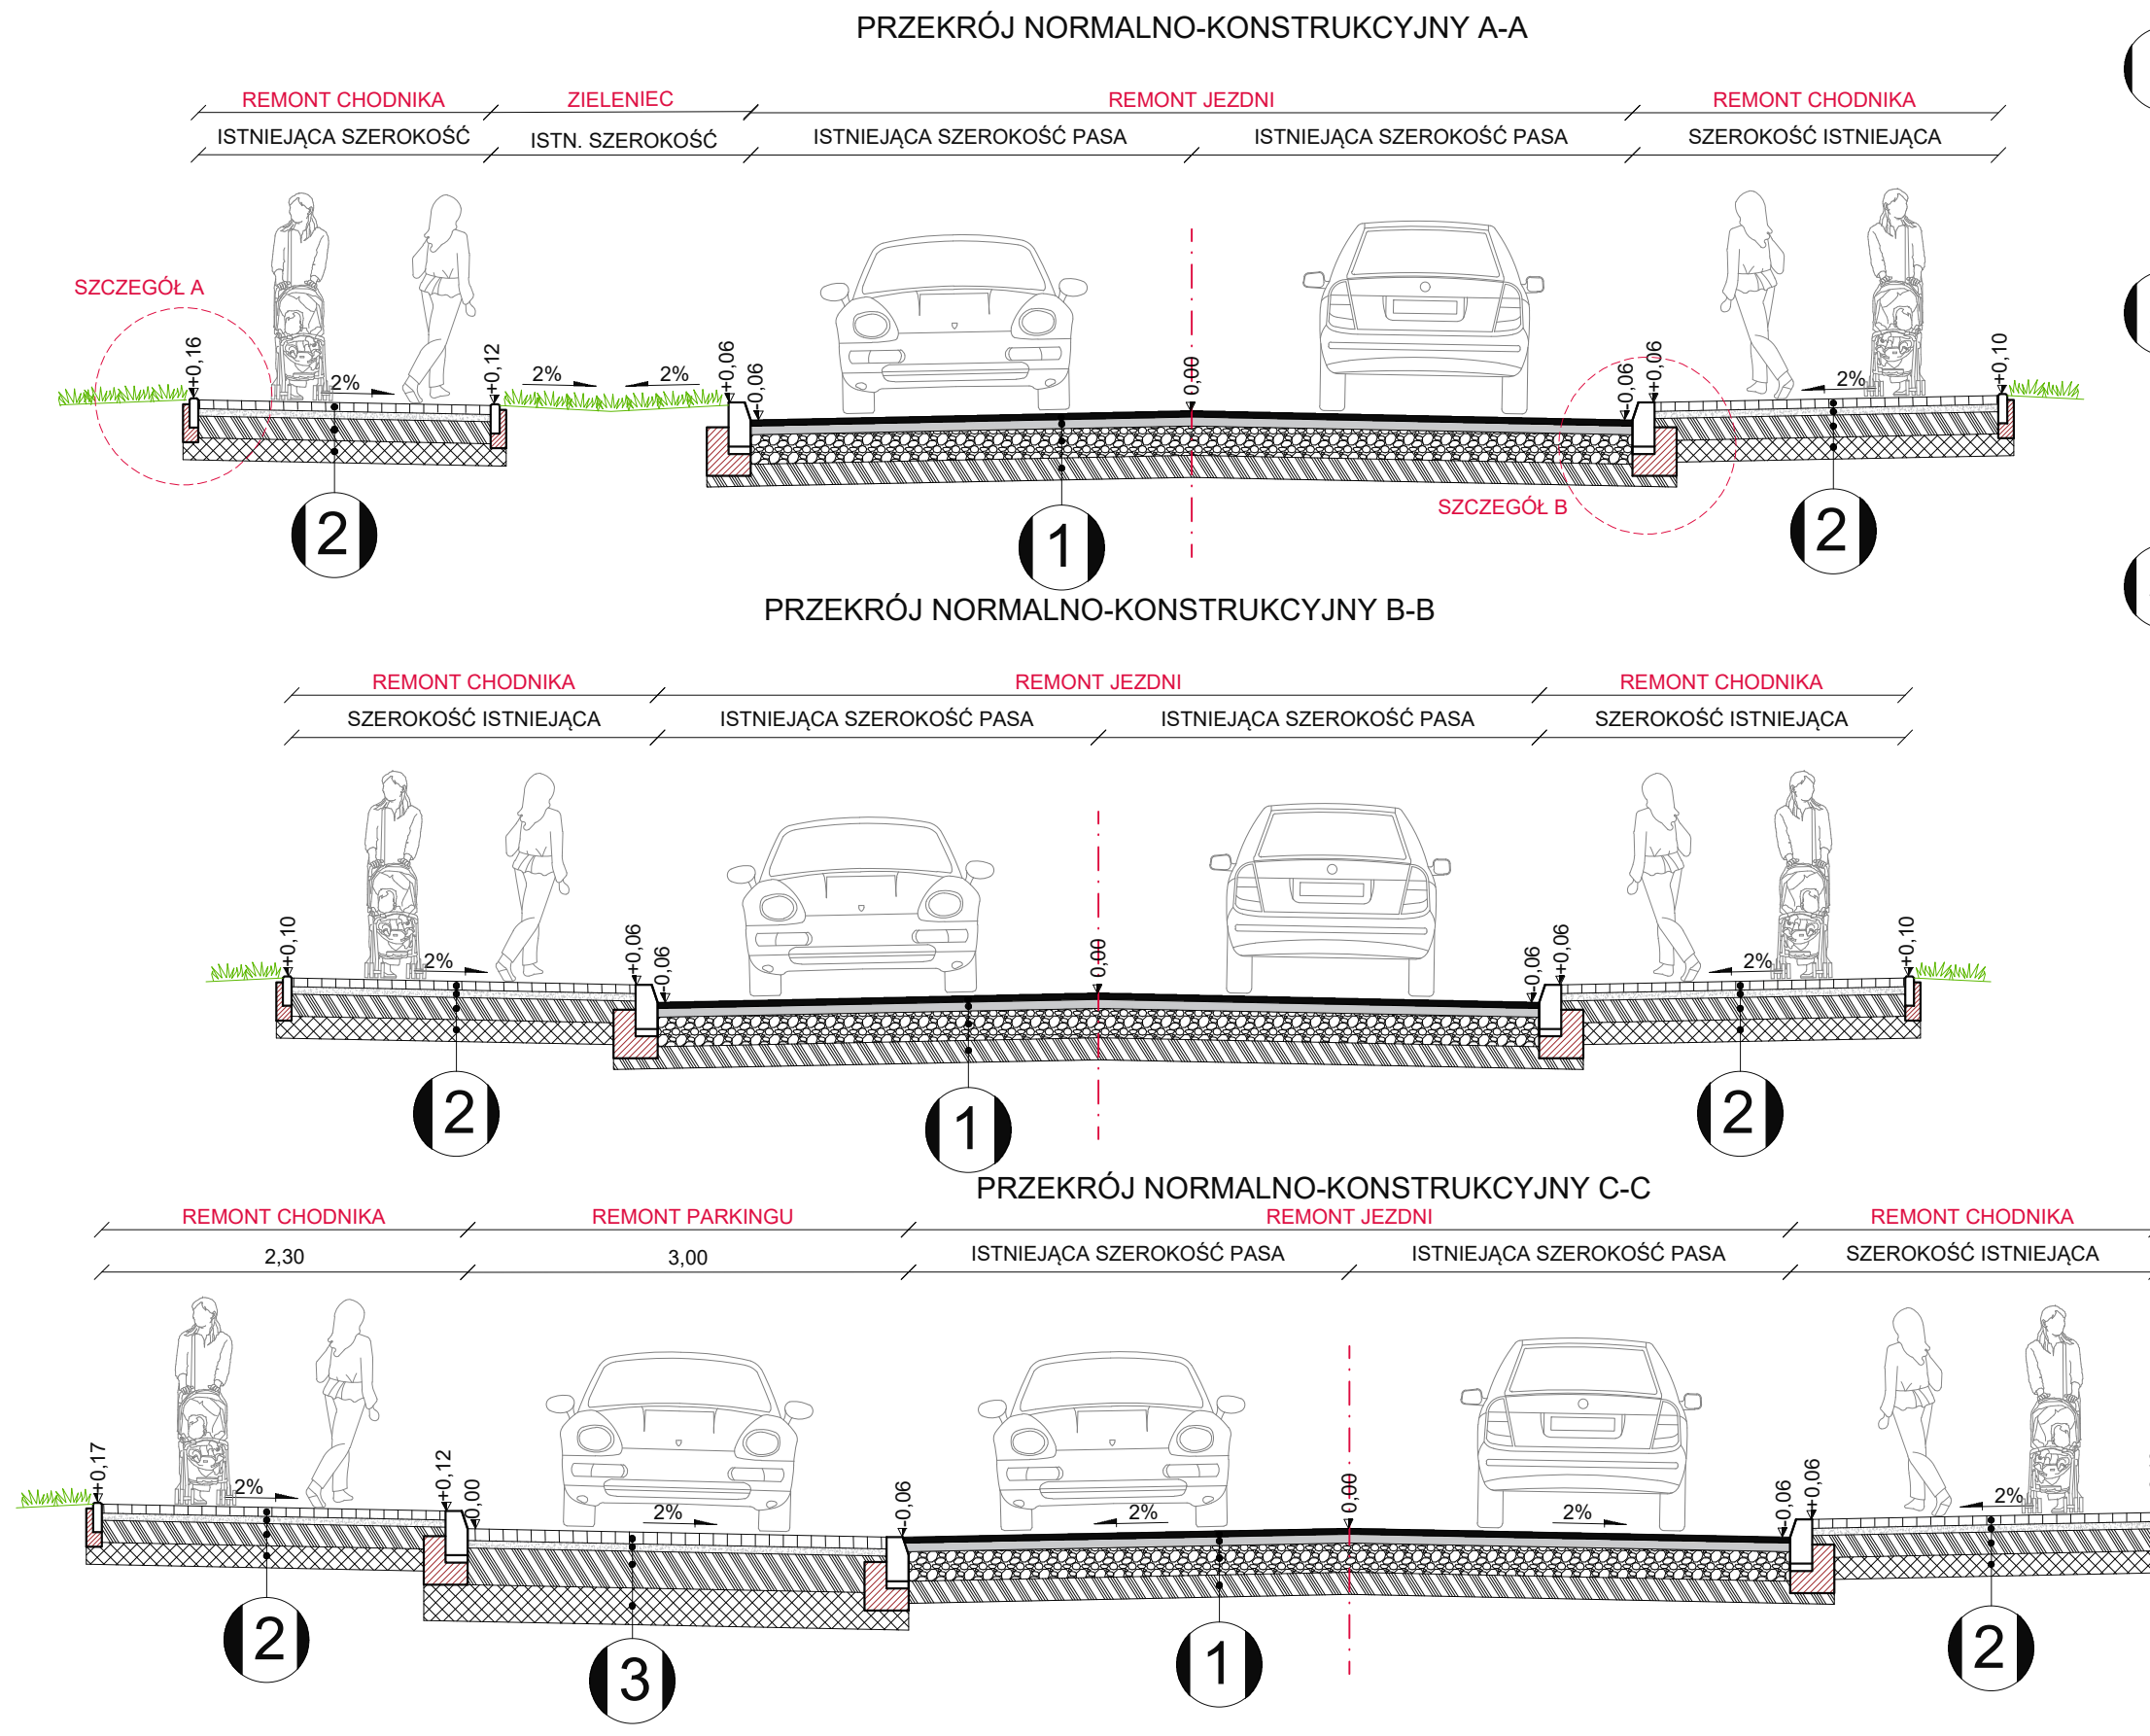 PRZEKRÓJ NORMALNO-KONSTRUKCYJNY A-A
REMONT CHODNIKA ZIELENIEC REMONT JEZDNI REMONT CHODNIKA
ISTNIEJĄCA SZEROKOŚĆ ISTN. SZEROKOŚĆ ISTNIEJĄCA SZEROKOŚĆ PASA ISTNIEJĄCA SZEROKOŚĆ PASA SZEROKOŚĆ ISTNIEJĄCA
SZCZEGÓŁ A
+0,16 2% +0,12 2% 2% +0,06 -0,06 0,00 -0,06 +0,06 2% +0,10
SZCZEGÓŁ B
2 1 2
PRZEKRÓJ NORMALNO-KONSTRUKCYJNY B-B
REMONT CHODNIKA REMONT JEZDNI REMONT CHODNIKA
SZEROKOŚĆ ISTNIEJĄCA ISTNIEJĄCA SZEROKOŚĆ PASA ISTNIEJĄCA SZEROKOŚĆ PASA SZEROKOŚĆ ISTNIEJĄCA
+0,10 2% +0,06 -0,06 0,00 -0,06 +0,06 2% +0,10
2 1 2
PRZEKRÓJ NORMALNO-KONSTRUKCYJNY C-C
REMONT CHODNIKA REMONT PARKINGU REMONT JEZDNI REMONT CHODNIKA
2,30 3,00 ISTNIEJĄCA SZEROKOŚĆ PASA ISTNIEJĄCA SZEROKOŚĆ PASA SZEROKOŚĆ ISTNIEJĄCA
+0,17 2% +0,12 0,00 2% -0,06 2% 0,00 2% -0,06 +0,06 2%
2 3 1 2